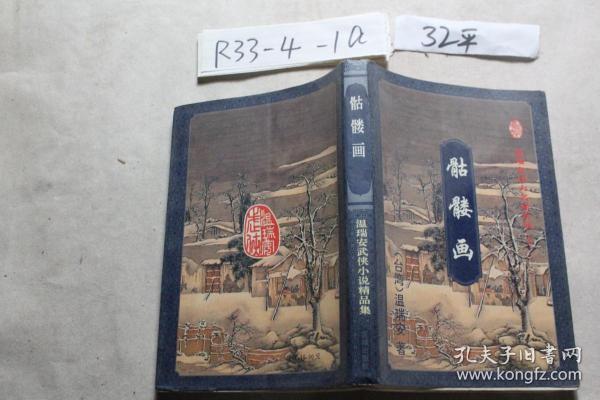 R33-4-1a
32平
骷髅画
温瑞安武侠小说精品集
骷髅画
〈台湾〉温瑞安 著
孔夫子旧书网
www.kongfz.com